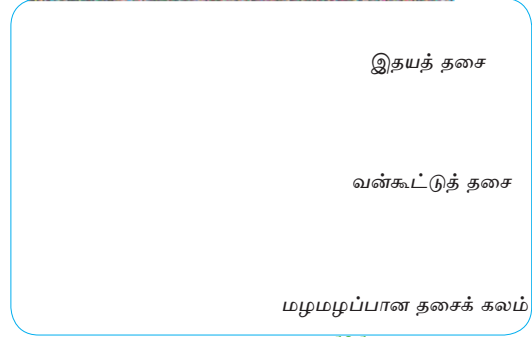 இதயத் தசை
வன்கூட்டுத் தசை
மழமழப்பான தசைக் கலம்